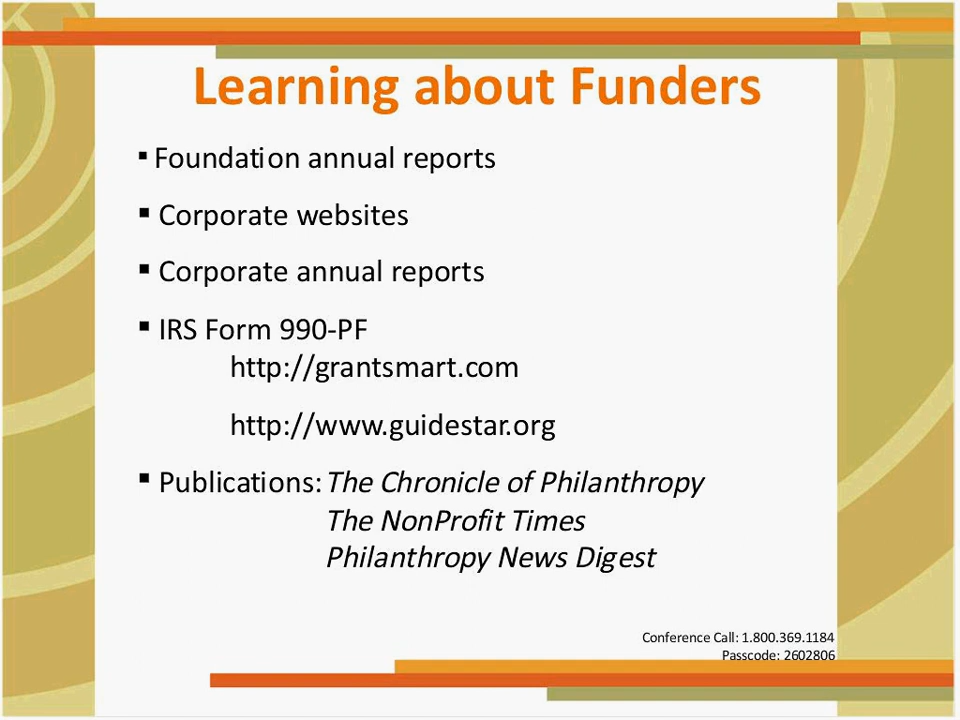 Learning about Funders
▪ Foundation annual reports
▪ Corporate websites
▪ Corporate annual reports
▪ IRS Form 990-PF
http://grantsmart.com
http://www.guidestar.org
▪ Publications: The Chronicle of Philanthropy
The NonProfit Times
Philanthropy News Digest
Conference Call: 1.800.369.1184
Passcode: 2602806